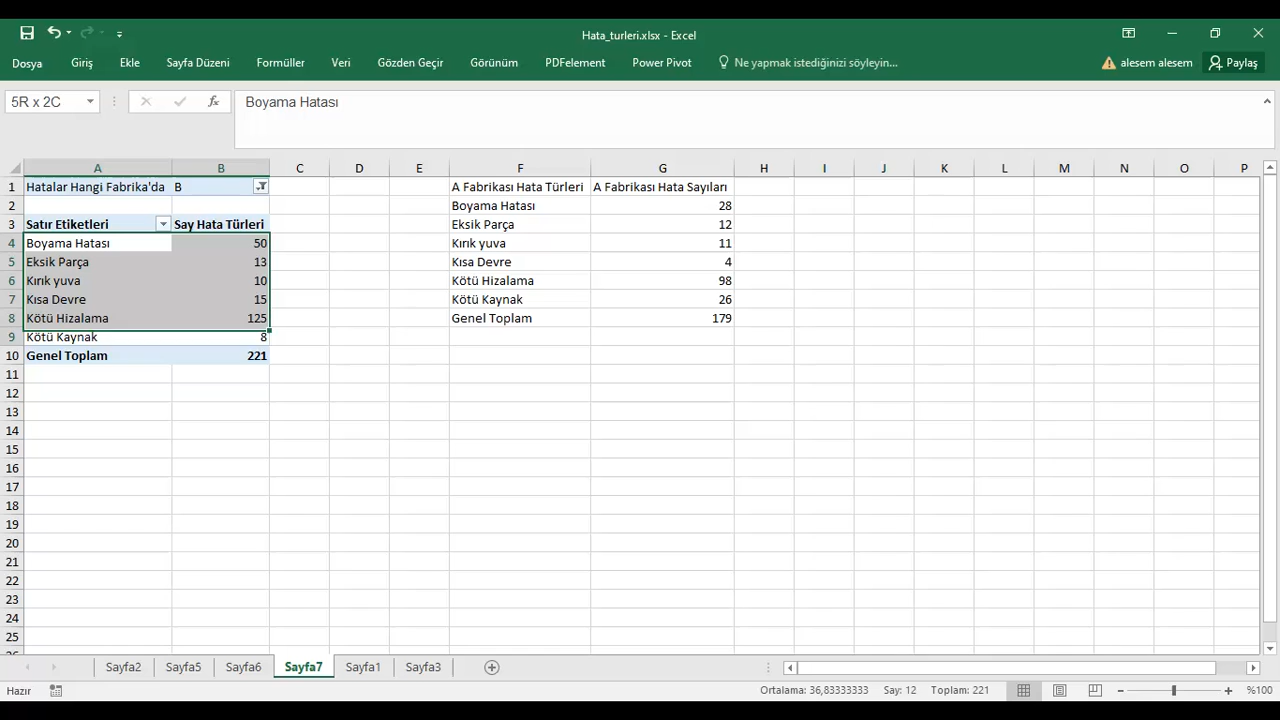 Hata_turleri.xlsx - Excel
Dosya Giriş Ekle Sayfa Düzeni Formüller Veri Gözden Geçir Görünüm PDFelement Power Pivot Ne yapmak istediğinizi söyleyin... alesem alesem Paylaş
5R x 2C fx Boyama Hatası
A B C D E F G H I J K L M N O P
1 Hatalar Hangi Fabrika'da B A Fabrikası Hata Türleri A Fabrikası Hata Sayıları
2 Boyama Hatası 28
3 Satır Etiketleri Say Hata Türleri Eksik Parça 12
4 Boyama Hatası 50 Kırık yuva 11
5 Eksik Parça 13 Kısa Devre 4
6 Kırık yuva 10 Kötü Hizalama 98
7 Kısa Devre 15 Kötü Kaynak 26
8 Kötü Hizalama 125 Genel Toplam 179
9 Kötü Kaynak 8
10 Genel Toplam 221
11
12
13
14
15
16
17
18
19
20
21
22
23
24
25
Sayfa2 Sayfa5 Sayfa6 Sayfa7 Sayfa1 Sayfa3
Hazır Ortalama: 36,83333333 Say: 12 Toplam: 221 %100